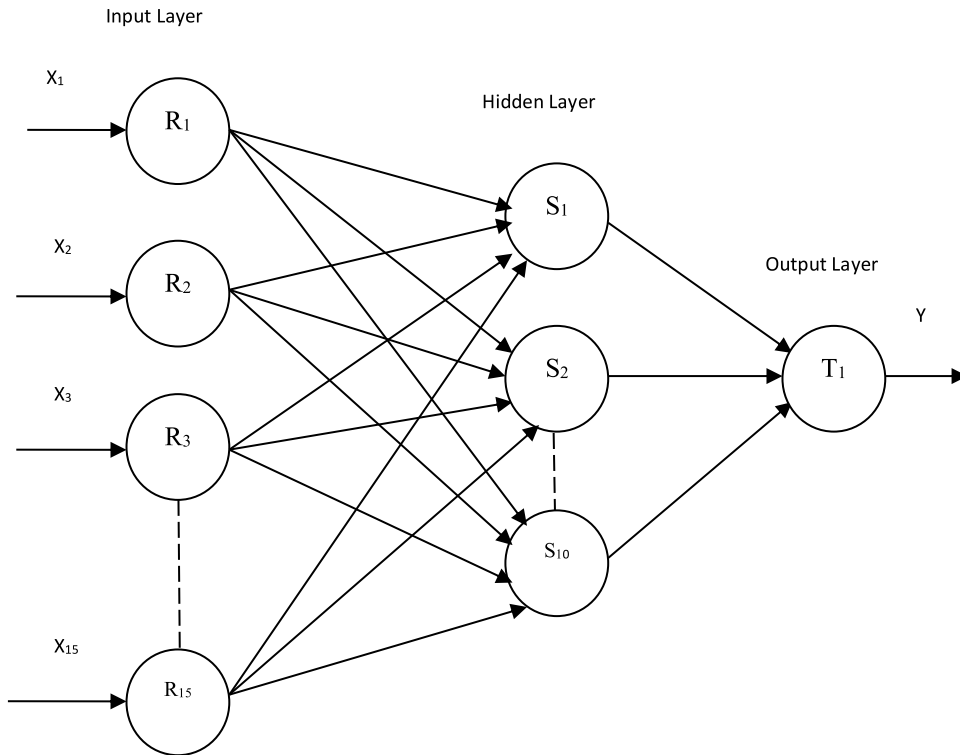 Input Layer
X1
R1
Hidden Layer
S1
X2
R2
Output Layer
Y
X3
R3
S2
T1
S10
X15
R15